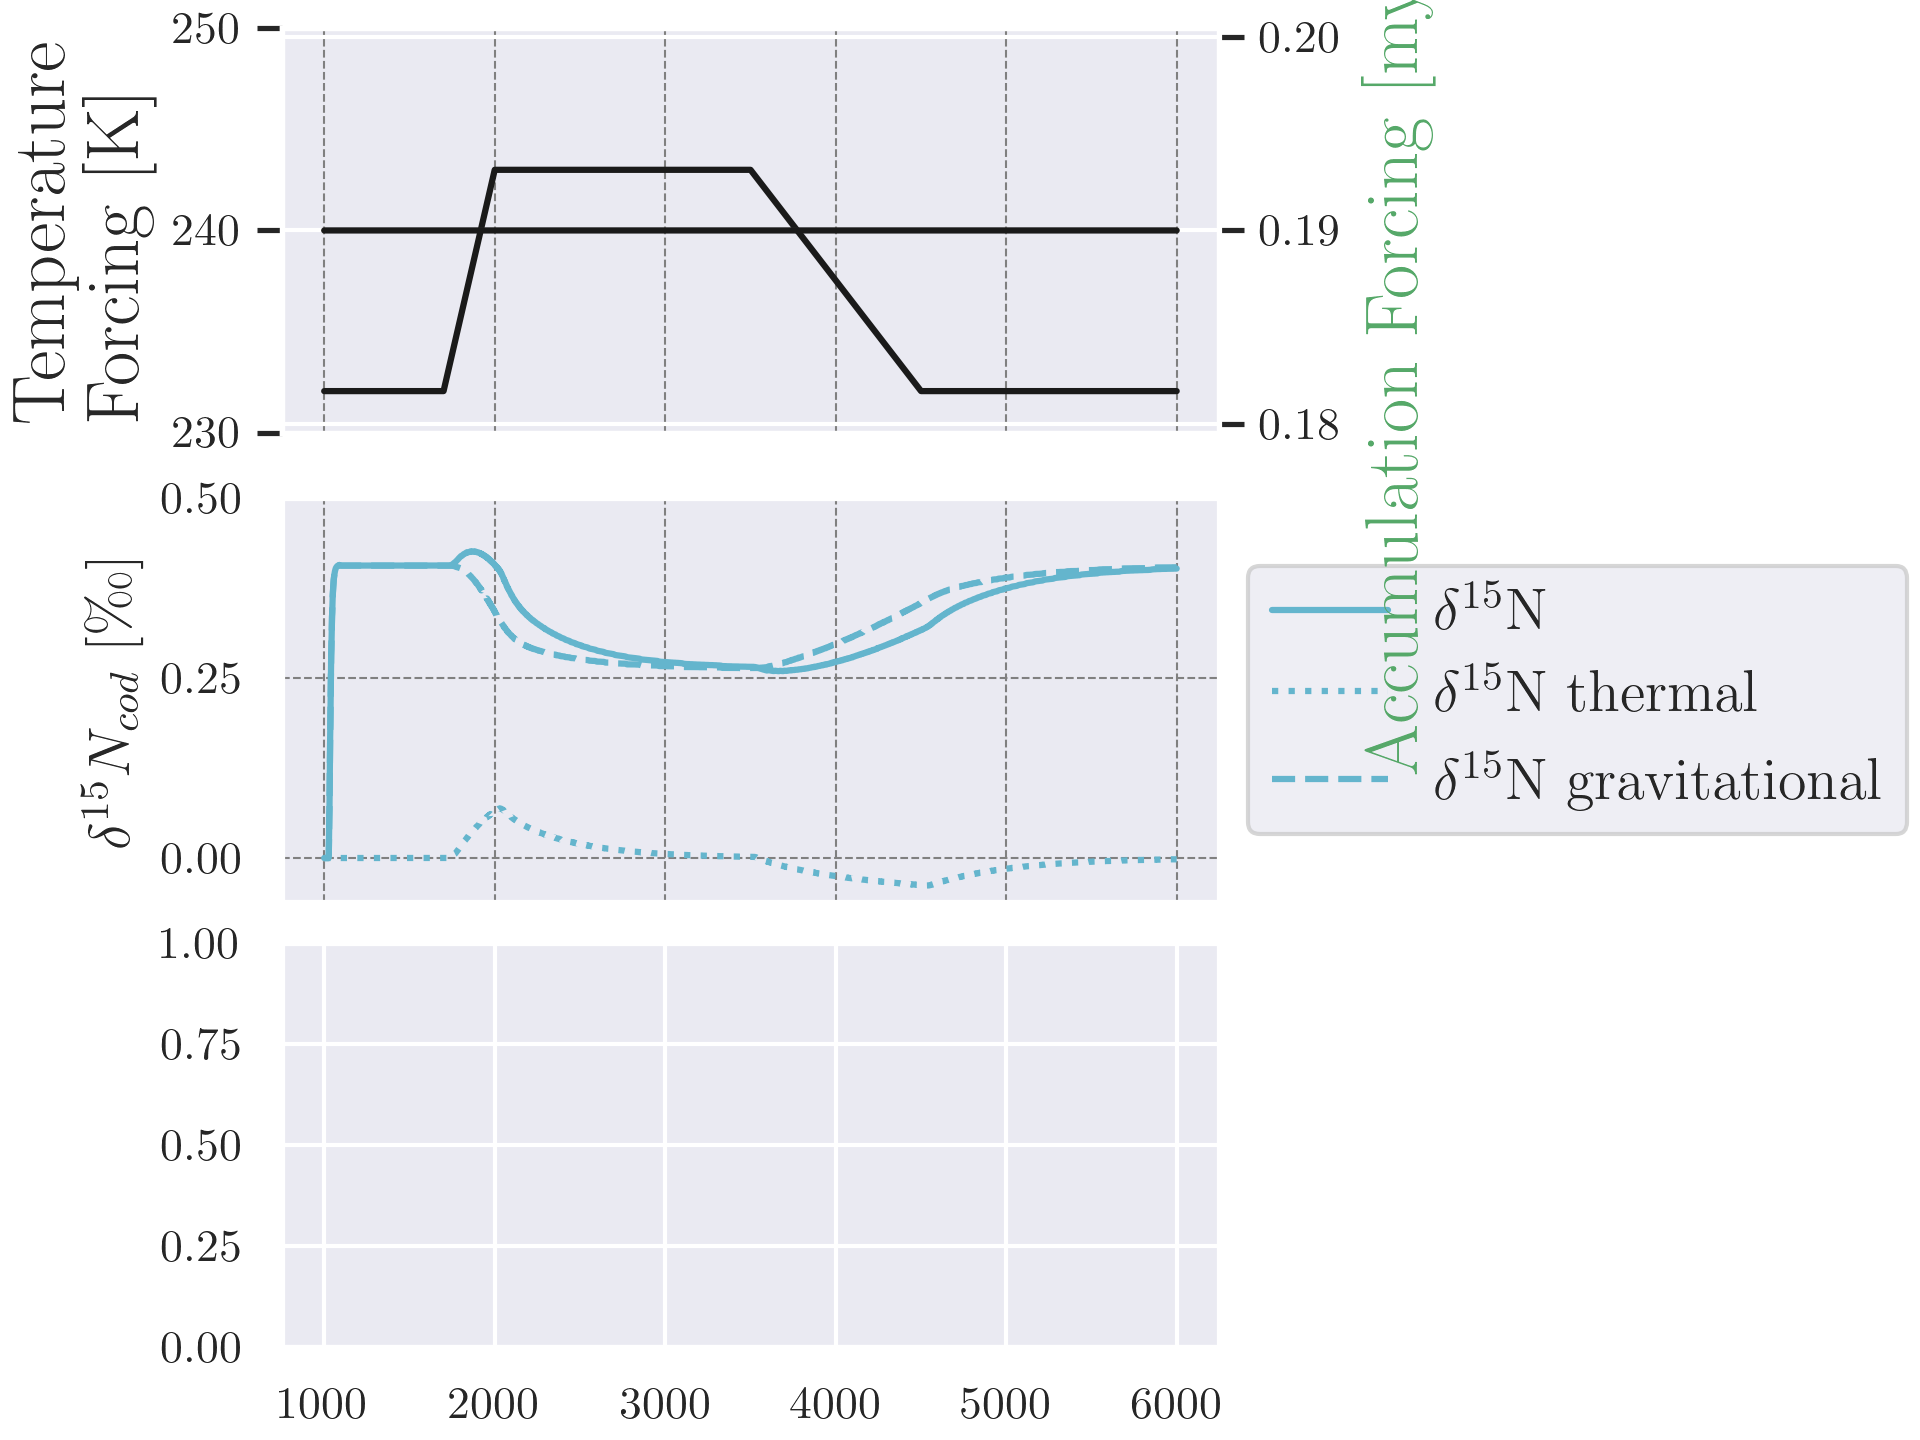 Temperature
Forcing [K]
250
240
230
0.20
0.19
0.18
Accumulation Forcing [my
δ¹⁵N_cod [‰]
0.50
0.25
0.00
δ¹⁵N
δ¹⁵N thermal
δ¹⁵N gravitational
1.00
0.75
0.50
0.25
0.00
1000 2000 3000 4000 5000 6000